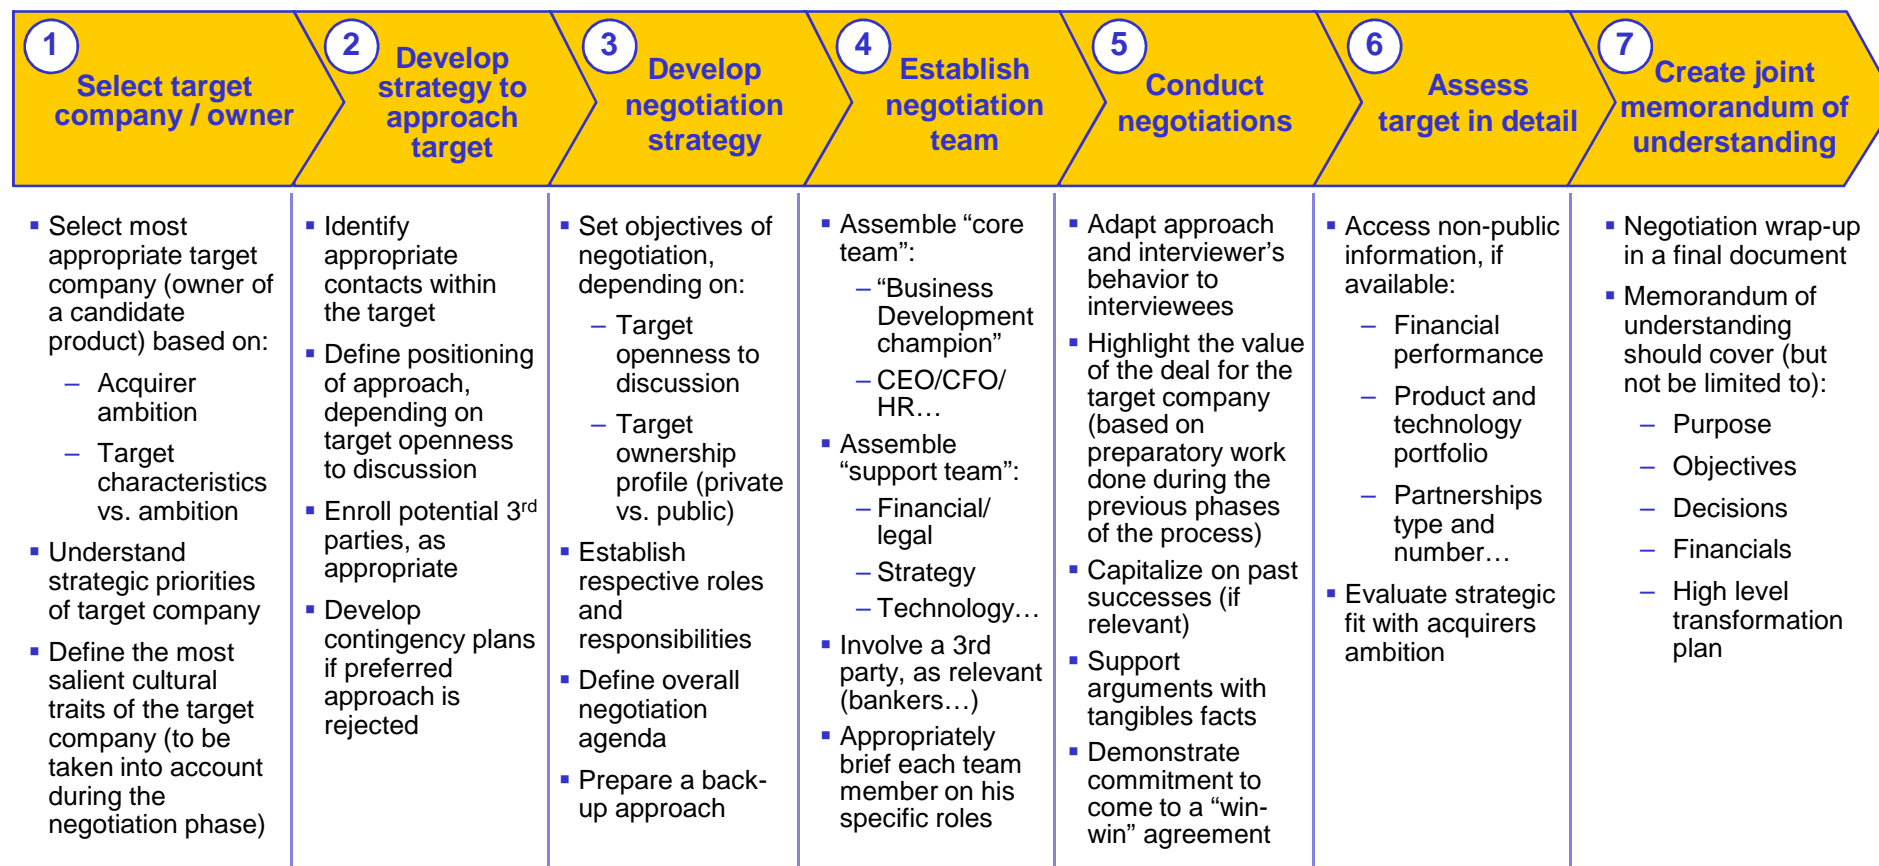 1
Select target
company / owner
2
Develop
strategy to
approach
target
3
Develop
negotiation
strategy
4
Establish
negotiation
team
5
Conduct
negotiations
6
Assess
target in detail
7
Create joint
memorandum of
understanding
▪ Select most
appropriate target
company (owner of
a candidate
product) based on:
– Acquirer
ambition
– Target
characteristics
vs. ambition
▪ Understand
strategic priorities
of target company
▪ Define the most
salient cultural
traits of the target
company (to be
taken into account
during the
negotiation phase)
▪ Identify
appropriate
contacts within
the target
▪ Define positioning
of approach,
depending on
target openness
to discussion
▪ Enroll potential 3rd
parties, as
appropriate
▪ Develop
contingency plans
if preferred
approach is
rejected
▪ Set objectives of
negotiation,
depending on:
– Target
openness to
discussion
– Target
ownership
profile (private
vs. public)
▪ Establish
respective roles
and
responsibilities
▪ Define overall
negotiation
agenda
▪ Prepare a back-
up approach
▪ Assemble “core
team”:
– “Business
Development
champion”
– CEO/CFO/
HR…
▪ Assemble
“support team”:
– Financial/
legal
– Strategy
– Technology…
▪ Involve a 3rd
party, as relevant
(bankers…)
▪ Appropriately
brief each team
member on his
specific roles
▪ Adapt approach
and interviewer’s
behavior to
interviewees
▪ Highlight the value
of the deal for the
target company
(based on
preparatory work
done during the
previous phases
of the process)
▪ Capitalize on past
successes (if
relevant)
▪ Support
arguments with
tangibles facts
▪ Demonstrate
commitment to
come to a “win-
win” agreement
▪ Access non-public
information, if
available:
– Financial
performance
– Product and
technology
portfolio
– Partnerships
type and
number…
▪ Evaluate strategic
fit with acquirers
ambition
▪ Negotiation wrap-up
in a final document
▪ Memorandum of
understanding
should cover (but
not be limited to):
– Purpose
– Objectives
– Decisions
– Financials
– High level
transformation
plan